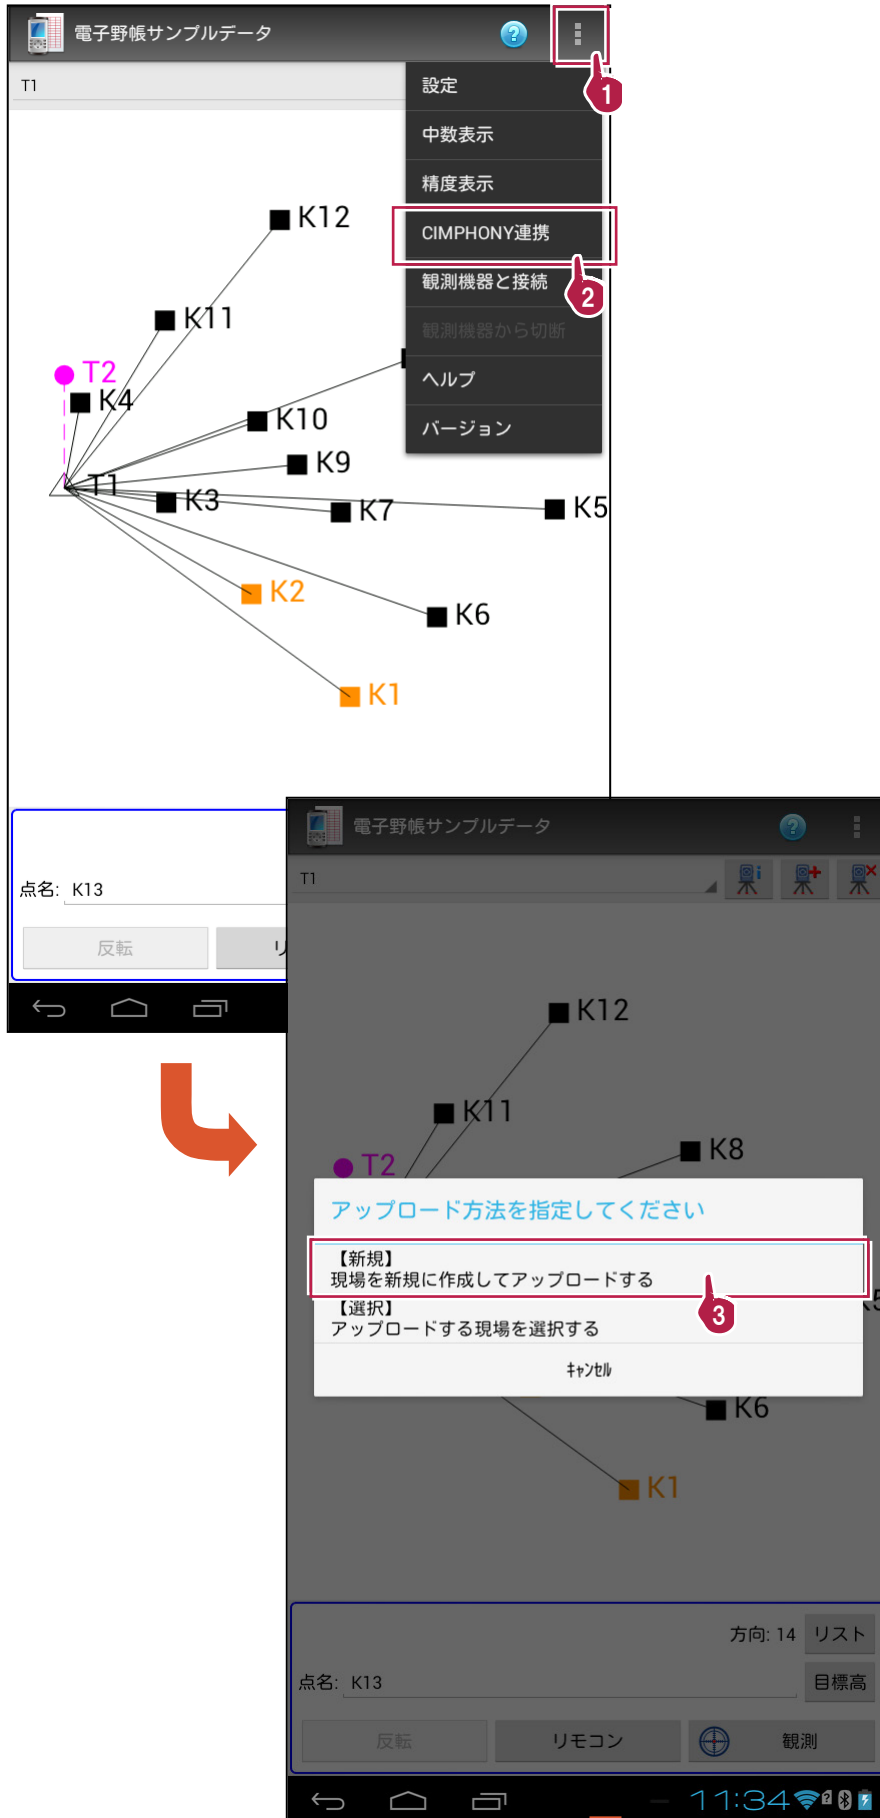 電子野帳サンプルデータ
?
1
T1
設定
中数表示
精度表示
CIMPHONY連携
2
観測機器と接続
観測機器から切断
ヘルプ
バージョン
K12
K11
T2
K4
K10
K9
T1
K3
K7
K5
K2
K6
K1
点名: K13
反転
電子野帳サンプルデータ
?
T1
K12
K11
K8
T2
アップロード方法を指定してください
【新規】
現場を新規に作成してアップロードする
3
【選択】
アップロードする現場を選択する
キャンセル
K6
K1
方向: 14 リスト
点名: K13 目標高
反転 リモコン 観測
11:34